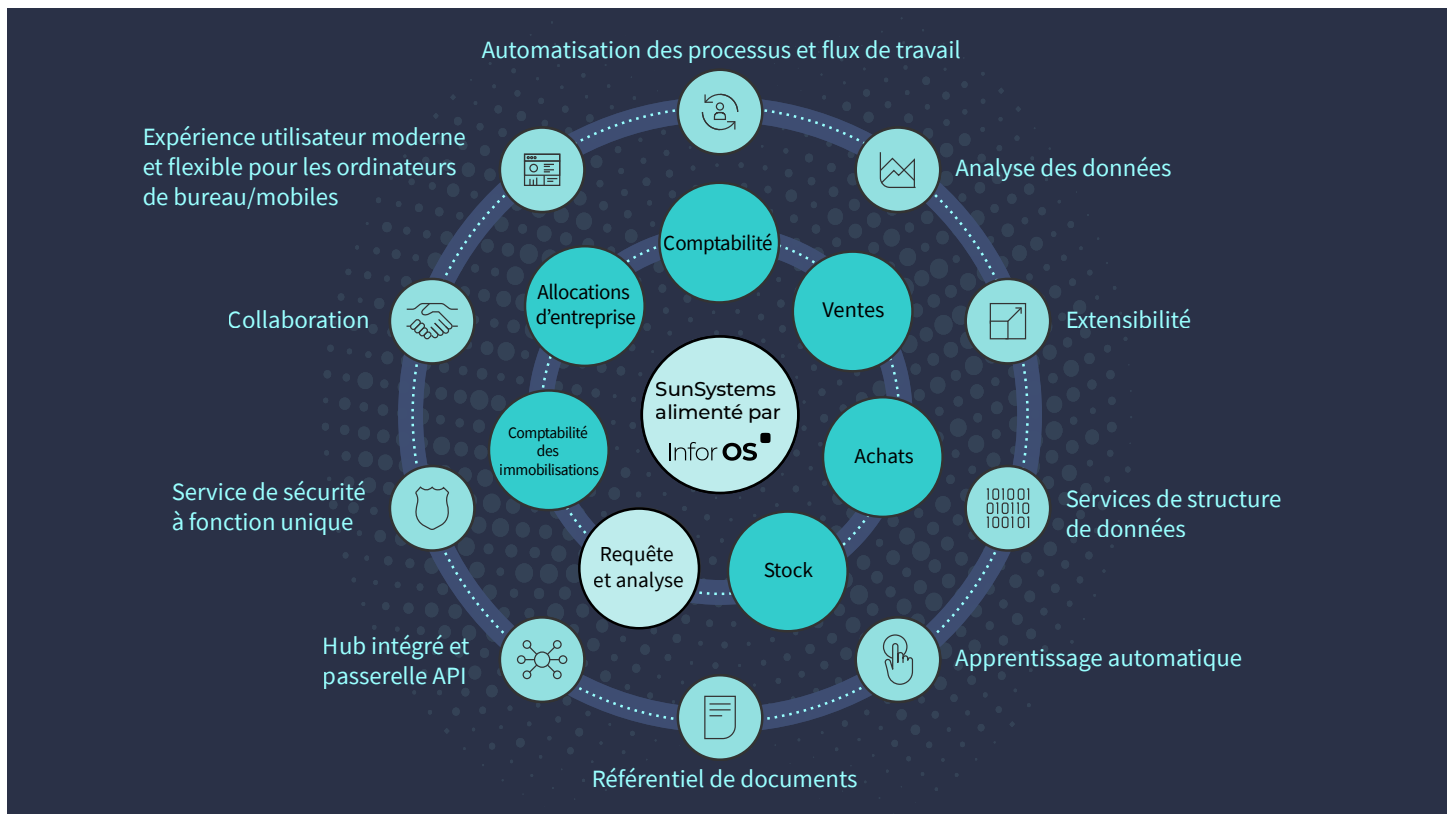 Automatisation des processus et flux de travail
Expérience utilisateur moderne
et flexible pour les ordinateurs
de bureau/mobiles
Analyse des données
Comptabilité
Allocations
d’entreprise
Ventes
Collaboration
Extensibilité
SunSystems
alimenté par
Infor OS
Comptabilité
des
immobilisations
Achats
Service de sécurité
à fonction unique
101001
010110
100101
Services de structure
de données
Requête
et analyse
Stock
Hub intégré et
passerelle API
Apprentissage automatique
Référentiel de documents